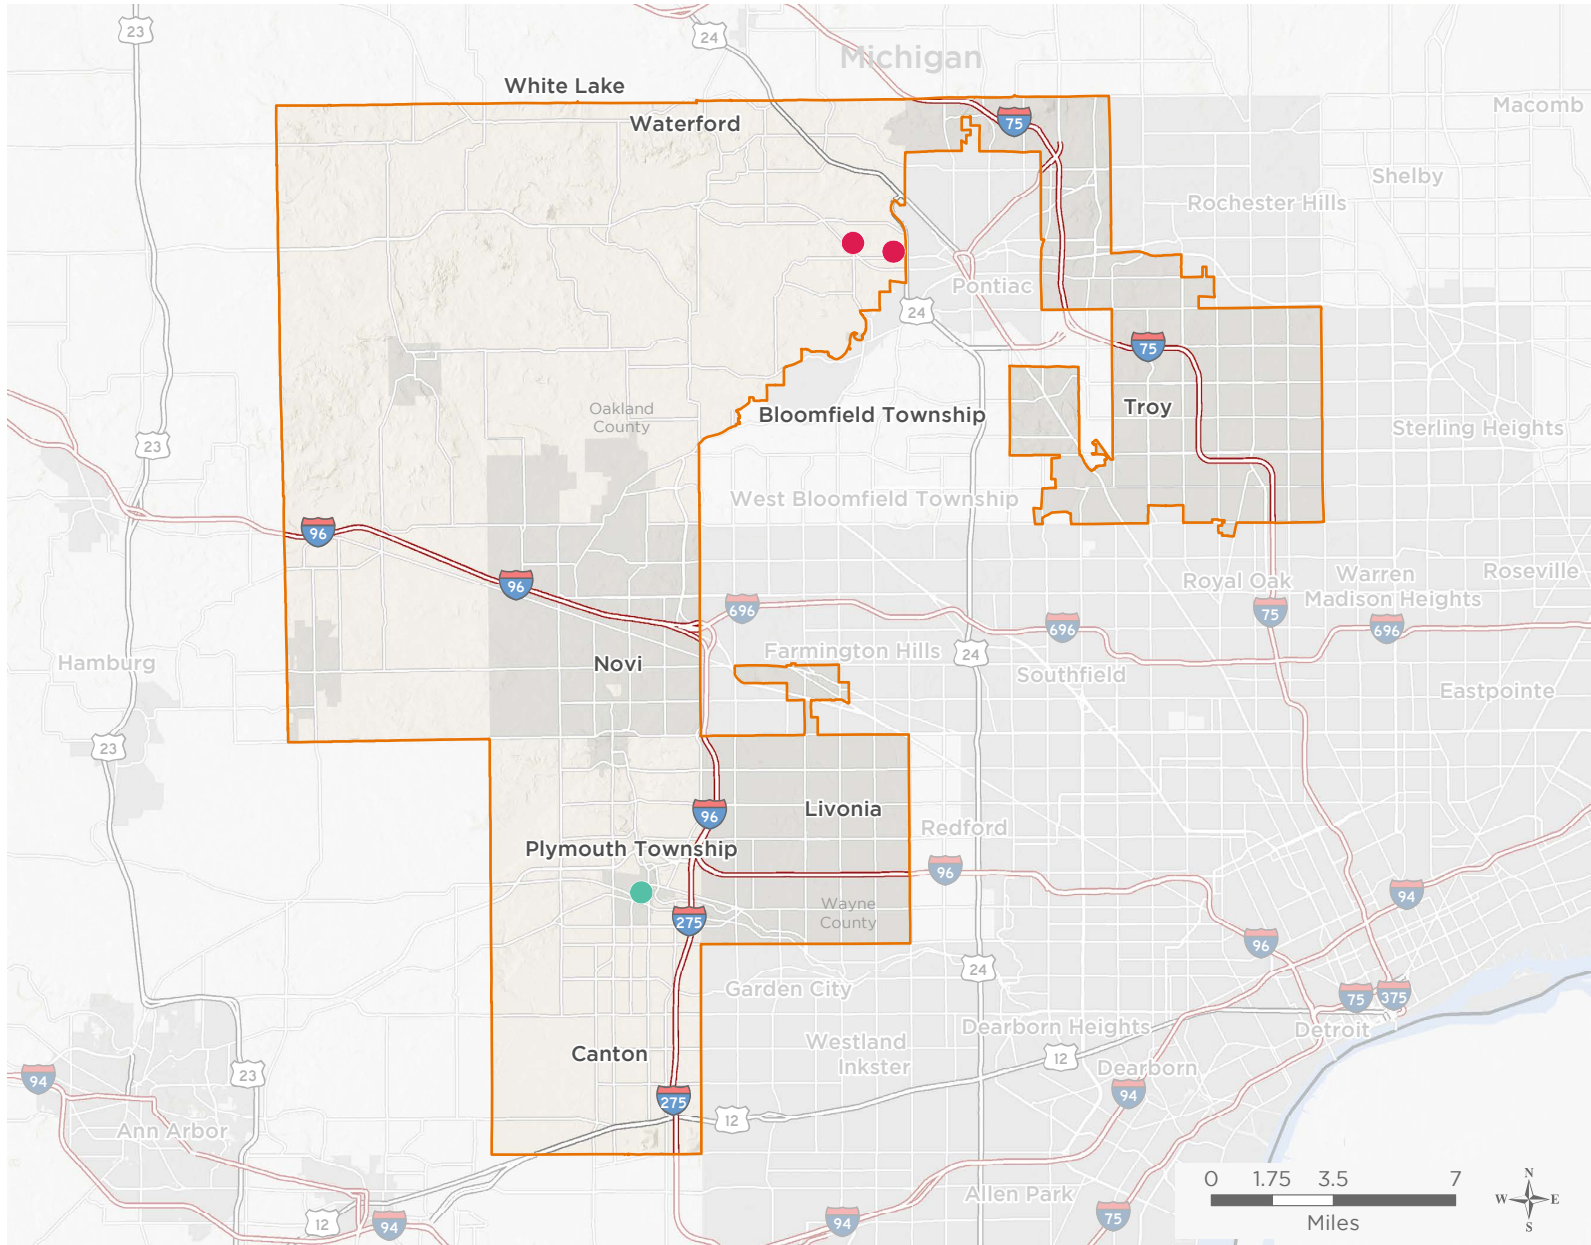 23
24
Michigan
White Lake
Macomb
Waterford
75
Shelby
Rochester Hills
Pontiac
24
75
Oakland
County
Bloomfield Township
Troy
Sterling Heights
23
West Bloomfield Township
96
96
Royal Oak
Warren
Roseville
Madison Heights
696
75
696
696
Hamburg
Novi
Farmington Hills
24
Southfield
Eastpointe
23
96
Livonia
Redford
Plymouth Township
96
94
Wayne
County
275
96
24
Garden City
75
375
Dearborn Heights
Detroit
Westland
Inkster
Canton
12
Dearborn
94
23
94
275
12
Ann Arbor
Allen Park
12
94
94
75
0 1.75 3.5 7
Miles
N
W E
S